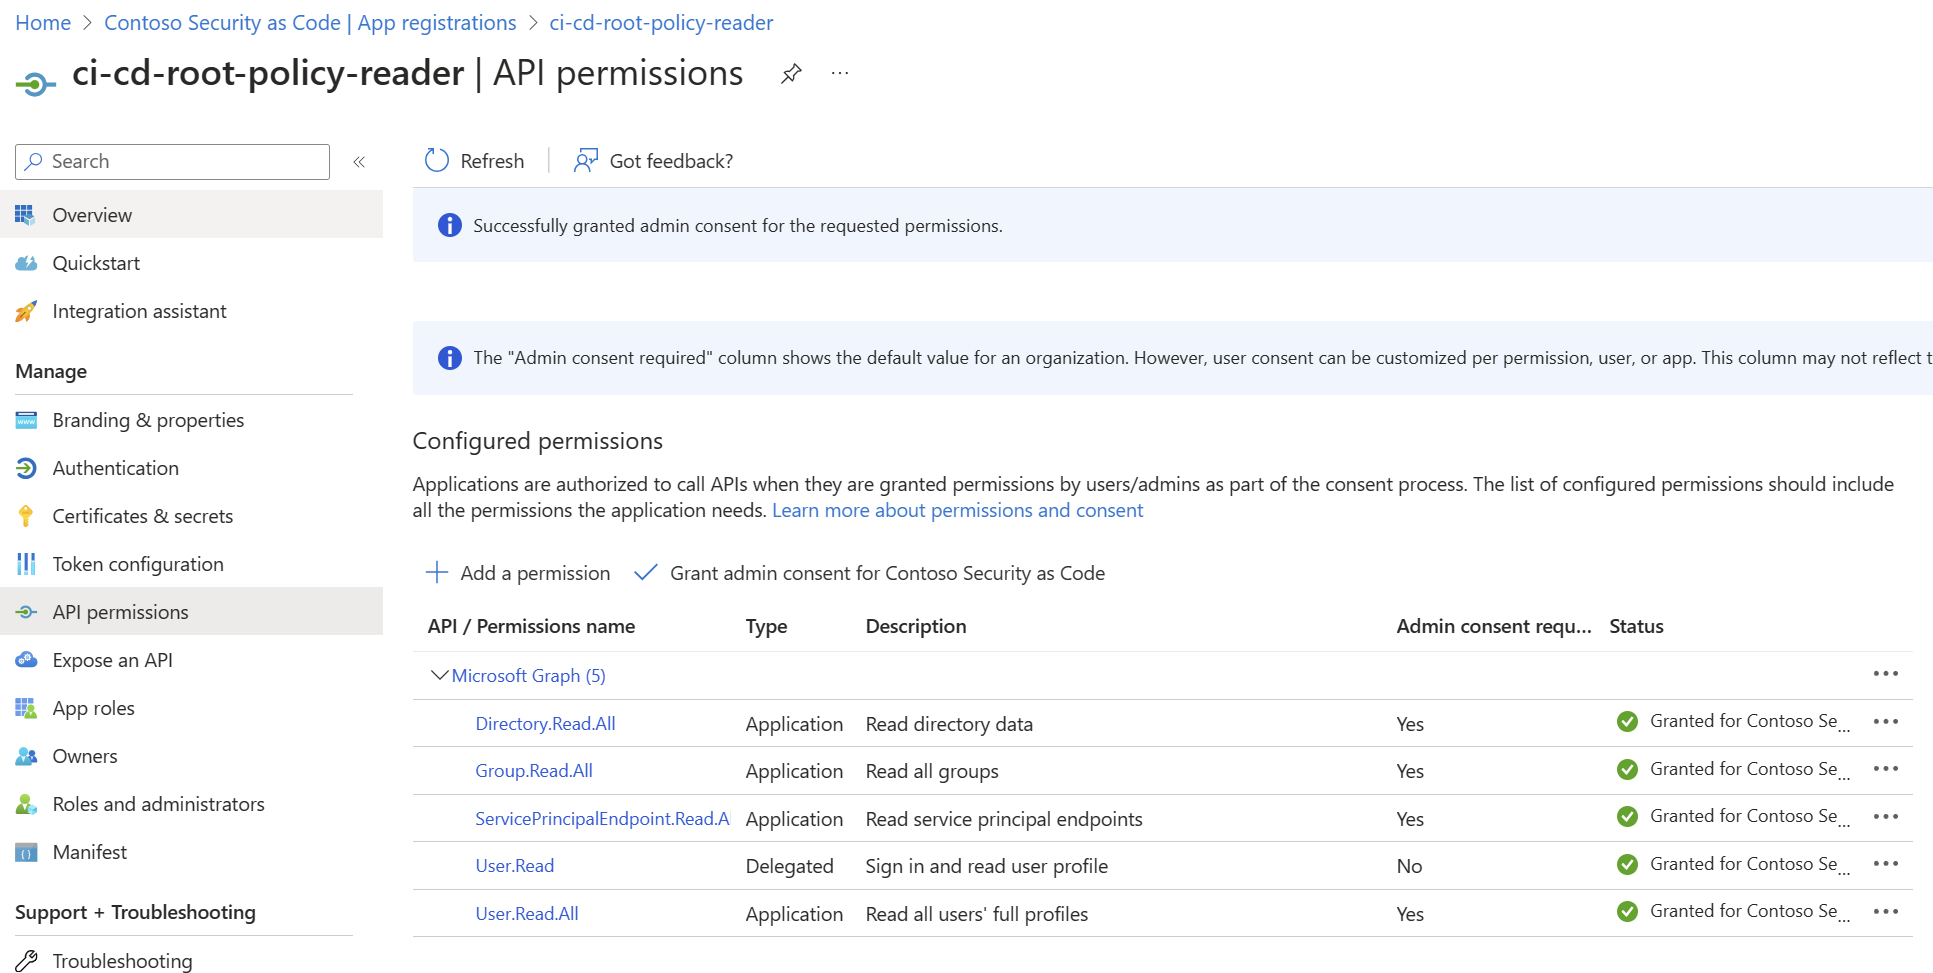 Home > Contoso Security as Code | App registrations > ci-cd-root-policy-reader
ci-cd-root-policy-reader | API permissions ...
Search «
Overview
Quickstart
Integration assistant
Manage
Branding & properties
Authentication
Certificates & secrets
Token configuration
API permissions
Expose an API
App roles
Owners
Roles and administrators
Manifest
Support + Troubleshooting
Troubleshooting
Refresh | Got feedback?
Successfully granted admin consent for the requested permissions.
The "Admin consent required" column shows the default value for an organization. However, user consent can be customized per permission, user, or app. This column may not reflect t
Configured permissions
Applications are authorized to call APIs when they are granted permissions by users/admins as part of the consent process. The list of configured permissions should include
all the permissions the application needs. Learn more about permissions and consent
Add a permission Grant admin consent for Contoso Security as Code
API / Permissions name Type Description Admin consent requ... Status
Microsoft Graph (5) ...
Directory.Read.All Application Read directory data Yes Granted for Contoso Se... ...
Group.Read.All Application Read all groups Yes Granted for Contoso Se... ...
ServicePrincipalEndpoint.Read.Al Application Read service principal endpoints Yes Granted for Contoso Se... ...
User.Read Delegated Sign in and read user profile No Granted for Contoso Se... ...
User.Read.All Application Read all users' full profiles Yes Granted for Contoso Se... ...